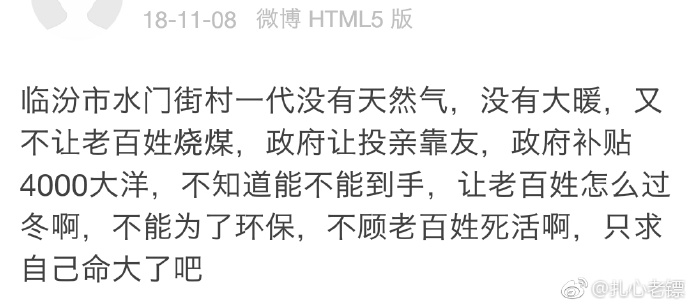 18-11-08 微博 HTML5 版
临汾市水门街村一代没有天然气，没有大暖，又
不让老百姓烧煤，政府让投亲靠友，政府补贴
4000大洋，不知道能不能到手，让老百姓怎么过
冬啊，不能为了环保，不顾老百姓死活啊，只求
自己命大了吧
@扎心老镖